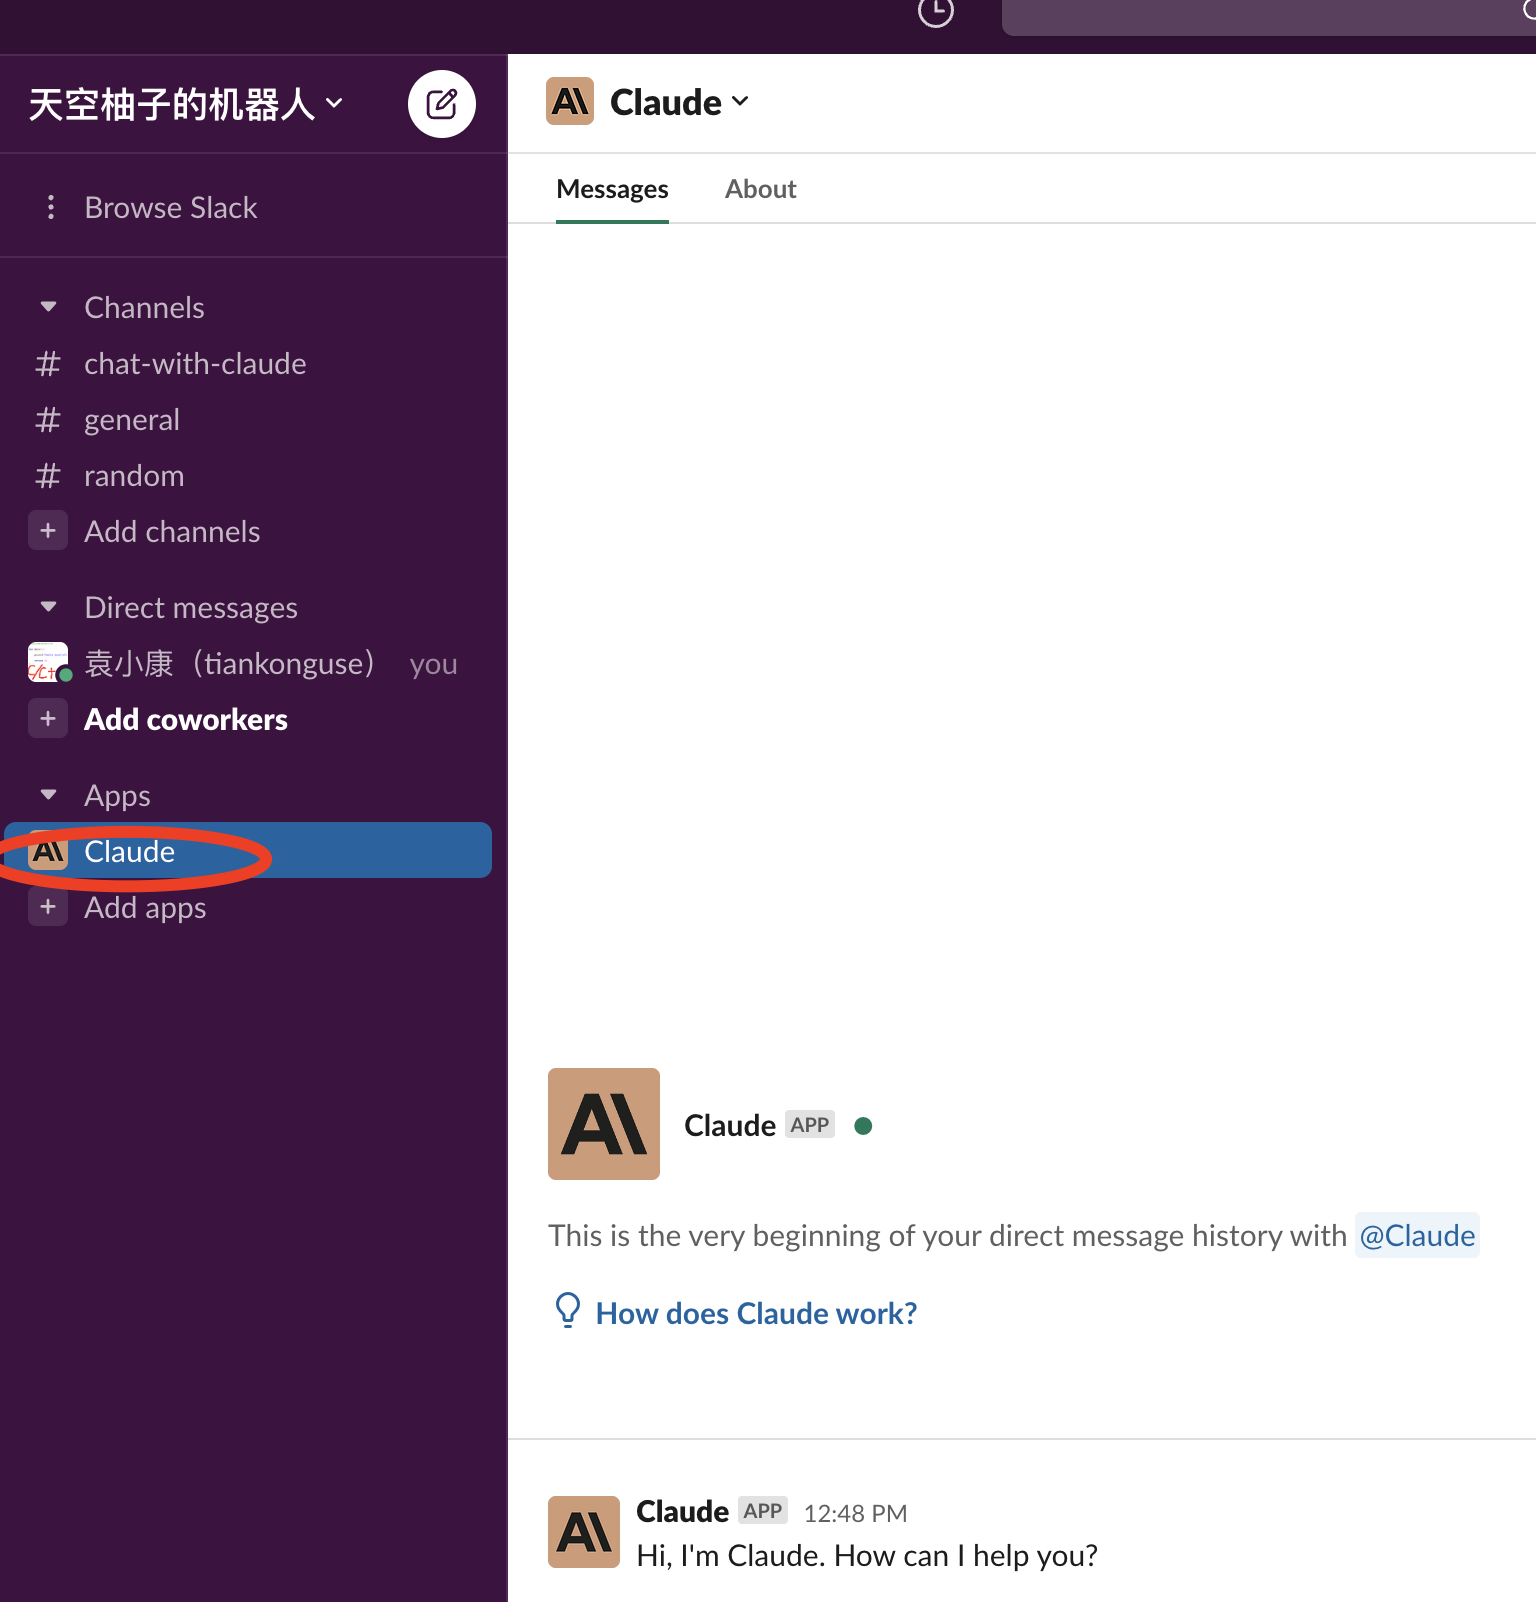 天空柚子的机器人
Browse Slack
Channels
# chat-with-claude
# general
# random
+ Add channels
Direct messages
袁小康（tiankonguse） you
+ Add coworkers
Apps
Claude
+ Add apps
Claude
Messages About
Claude APP
This is the very beginning of your direct message history with @Claude
How does Claude work?
Claude APP 12:48 PM
Hi, I'm Claude. How can I help you?